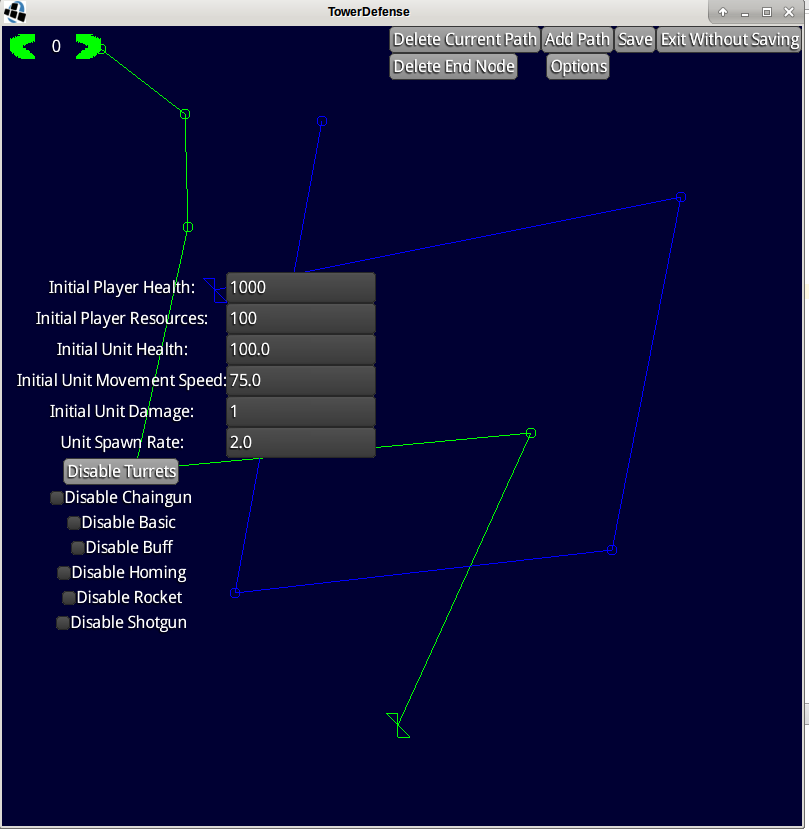 TowerDefense
0
Delete Current Path Add Path Save Exit Without Saving
Delete End Node Options
Initial Player Health: 1000
Initial Player Resources: 100
Initial Unit Health: 100.0
Initial Unit Movement Speed: 75.0
Initial Unit Damage: 1
Unit Spawn Rate: 2.0
Disable Turrets
Disable Chaingun
Disable Basic
Disable Buff
Disable Homing
Disable Rocket
Disable Shotgun